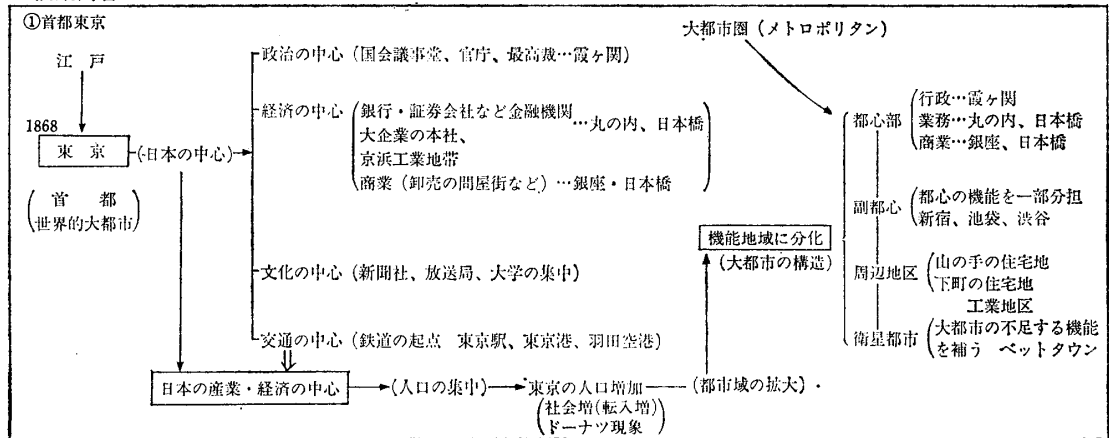 ①首都東京
江戸
1868
東京
(首都
世界的大都市)
(日本の中心)
政治の中心(国会議事堂、官庁、最高裁…霞ヶ関)
経済の中心(銀行・証券会社など金融機関
大企業の本社、
…丸の内、日本橋
京浜工業地帯
商業(卸売の問屋街など)…銀座・日本橋)
文化の中心(新聞社、放送局、大学の集中)
交通の中心(鉄道の起点 東京駅、東京港、羽田空港)
日本の産業・経済の中心
(人口の集中)
東京の人口増加
(社会増(転入増)
ドーナツ現象)
(都市域の拡大)・
機能地域に分化
(大都市の構造)
大都市圏(メトロポリタン)
都心部(行政…霞ヶ関
業務…丸の内、日本橋
商業…銀座、日本橋
副都心(都心の機能を一部分担
新宿、池袋、渋谷
周辺地区(山の手の住宅地
下町の住宅地
工業地区
衛星都市(大都市の不足する機能
を補う ベットタウン